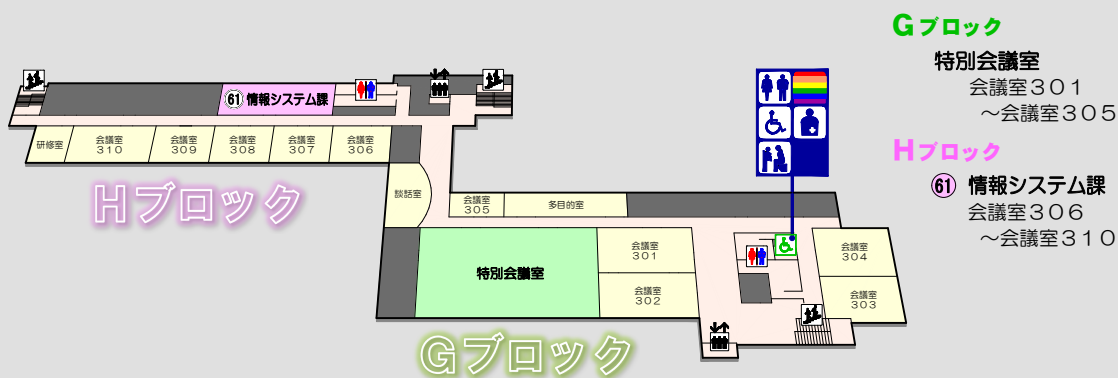 Gブロック
特別会議室
会議室301
～会議室305
Hブロック
61 情報システム課
会議室306
～会議室310
61 情報システム課
研修室
会議室
310
会議室
309
会議室
308
会議室
307
会議室
306
Hブロック
談話室
会議室
305
多目的室
特別会議室
会議室
301
会議室
302
会議室
304
会議室
303
Gブロック